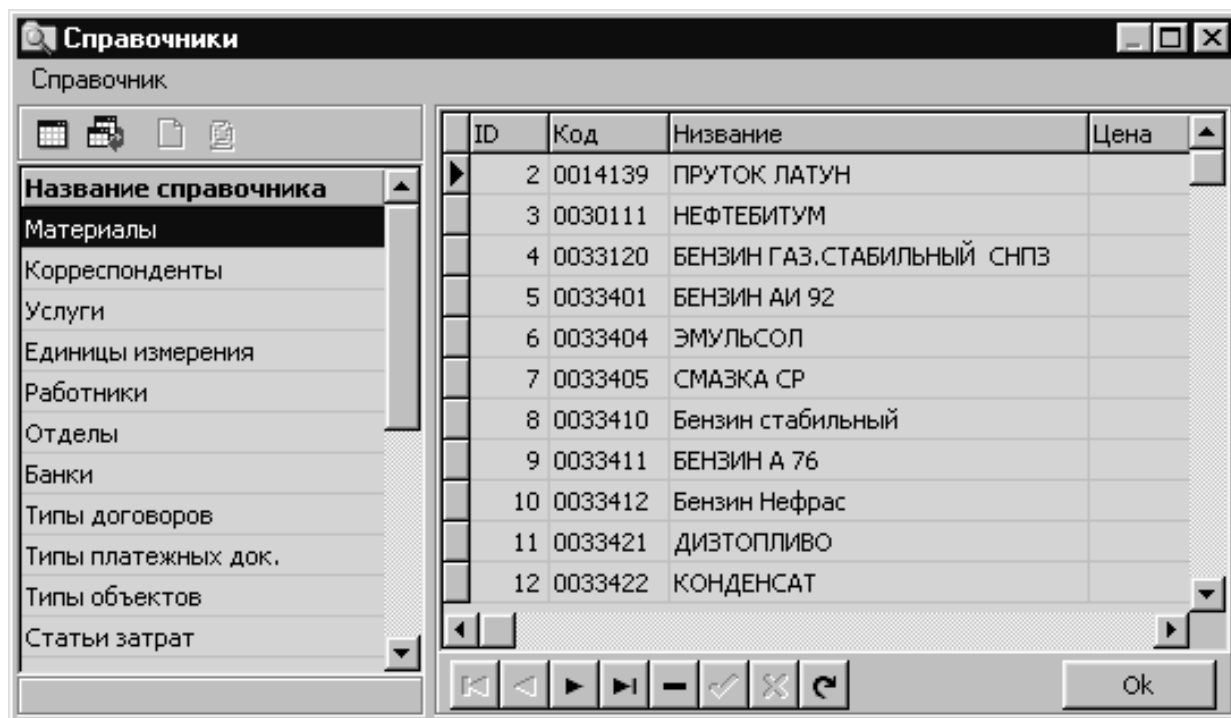 Справочники
Справочник
Название справочника
Материалы
Корреспонденты
Услуги
Единицы измерения
Работники
Отделы
Банки
Типы договоров
Типы платежных док.
Типы объектов
Статьи затрат
ID Код Низвание Цена
2 0014139 ПРУТОК ЛАТУН
3 0030111 НЕФТЕБИТУМ
4 0033120 БЕНЗИН ГАЗ.СТАБИЛЬНЫЙ СНПЗ
5 0033401 БЕНЗИН АИ 92
6 0033404 ЭМУЛЬСОЛ
7 0033405 СМАЗКА СР
8 0033410 Бензин стабильный
9 0033411 БЕНЗИН А 76
10 0033412 Бензин Нефрас
11 0033421 ДИЗТОПЛИВО
12 0033422 КОНДЕНСАТ
Ok